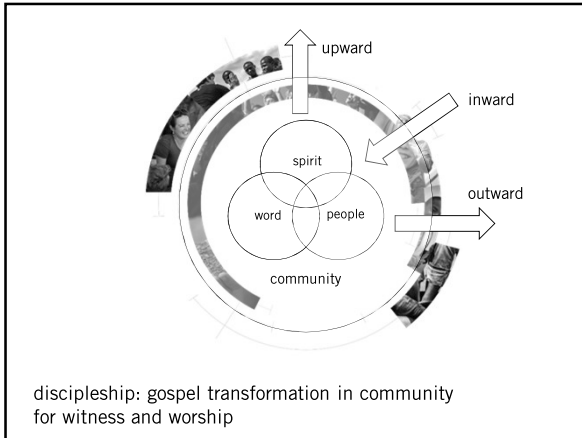 upward
inward
spirit
outward
word
people
community
discipleship: gospel transformation in community
for witness and worship